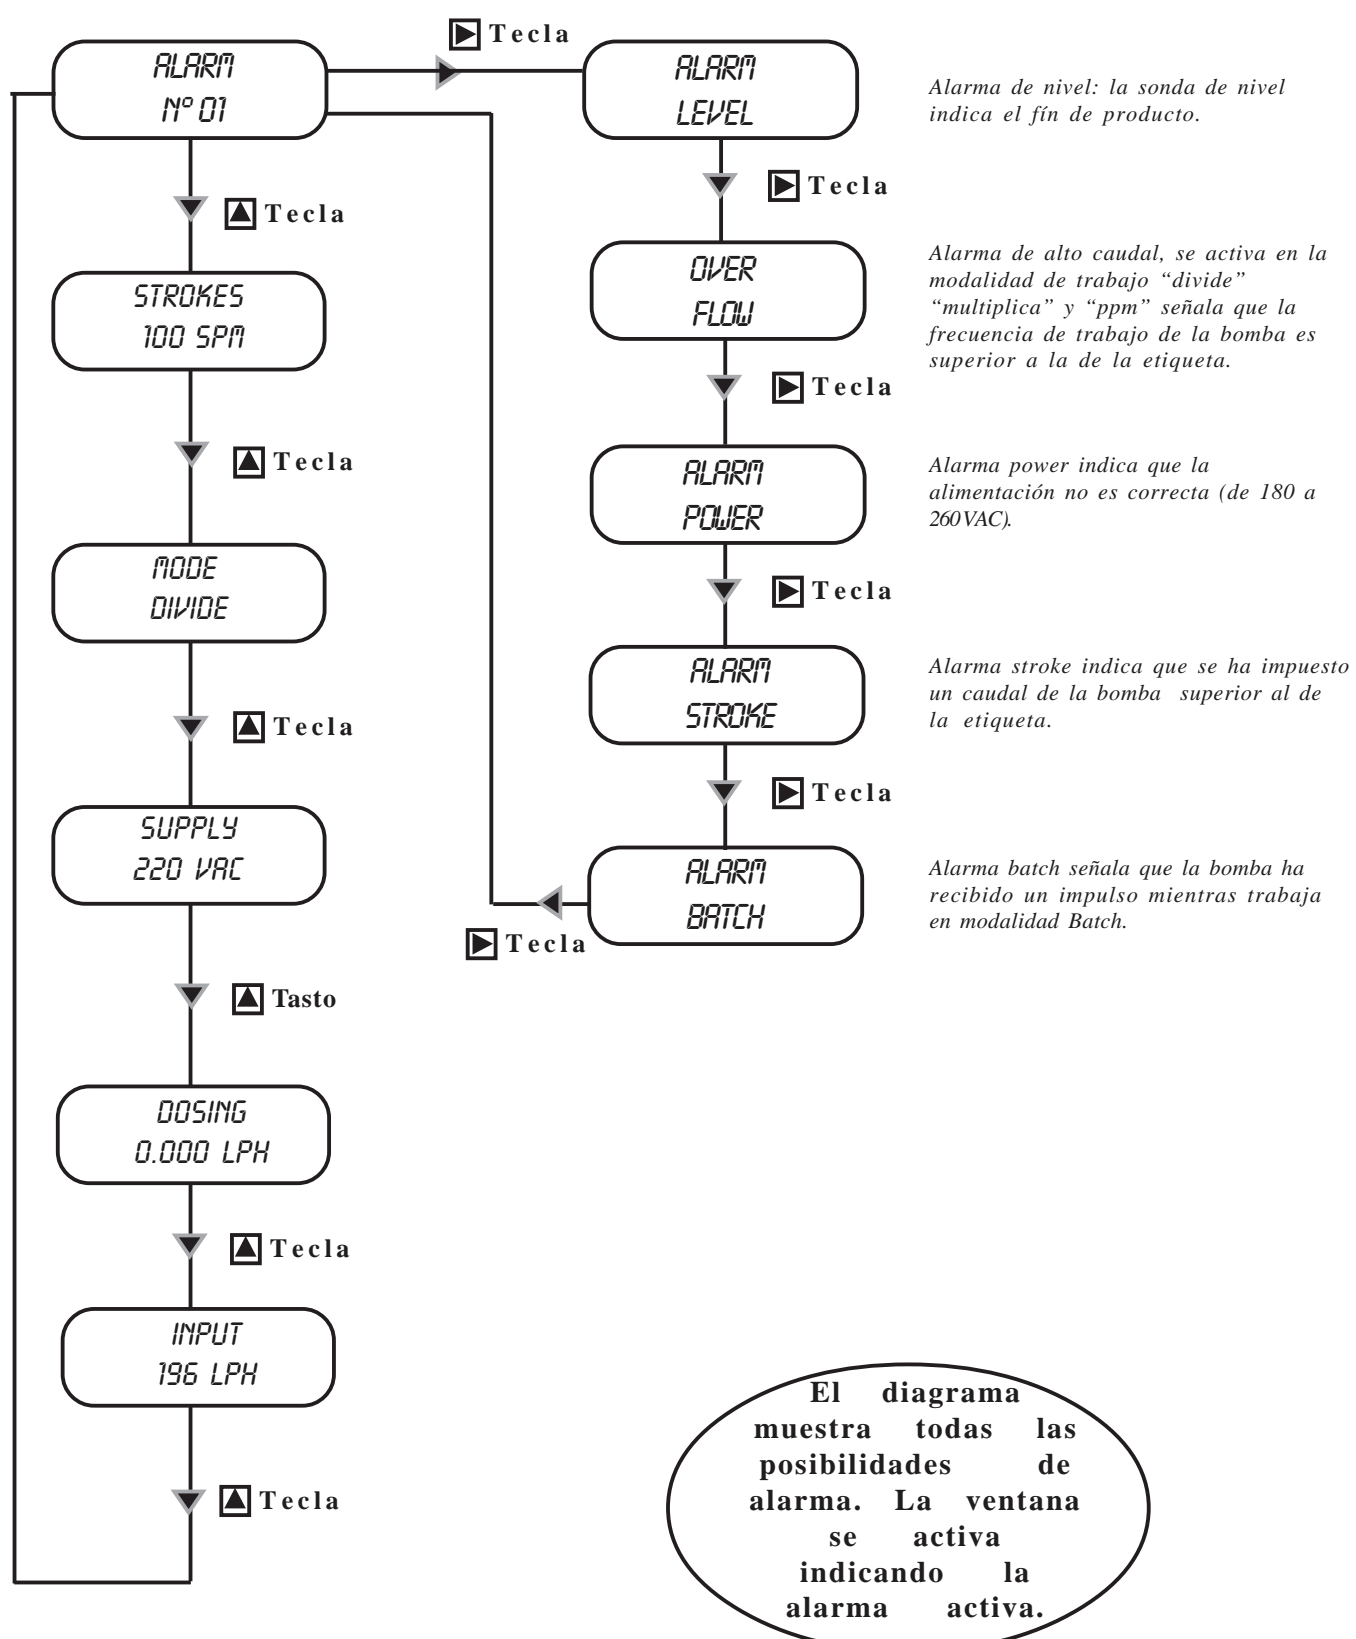 Tecla
ALARM
Nº 01
ALARM
LEVEL
Alarma de nivel: la sonda de nivel
indica el fín de producto.
Tecla
Tecla
STROKES
100 SPM
OVER
FLOW
Alarma de alto caudal, se activa en la
modalidad de trabajo “divide”
“multiplica” y “ppm” señala que la
frecuencia de trabajo de la bomba es
superior a la de la etiqueta.
Tecla
Tecla
ALARM
POWER
Alarma power indica que la
alimentación no es correcta (de 180 a
260VAC).
MODE
DIVIDE
Tecla
ALARM
STROKE
Alarma stroke indica que se ha impuesto
un caudal de la bomba superior al de
la etiqueta.
Tecla
Tecla
SUPPLY
220 VAC
ALARM
BATCH
Alarma batch señala que la bomba ha
recibido un impulso mientras trabaja
en modalidad Batch.
Tecla
Tasto
DOSING
0.000 LPH
Tecla
INPUT
196 LPH
Tecla
El diagrama
muestra todas las
posibilidades de
alarma. La ventana
se activa
indicando la
alarma activa.